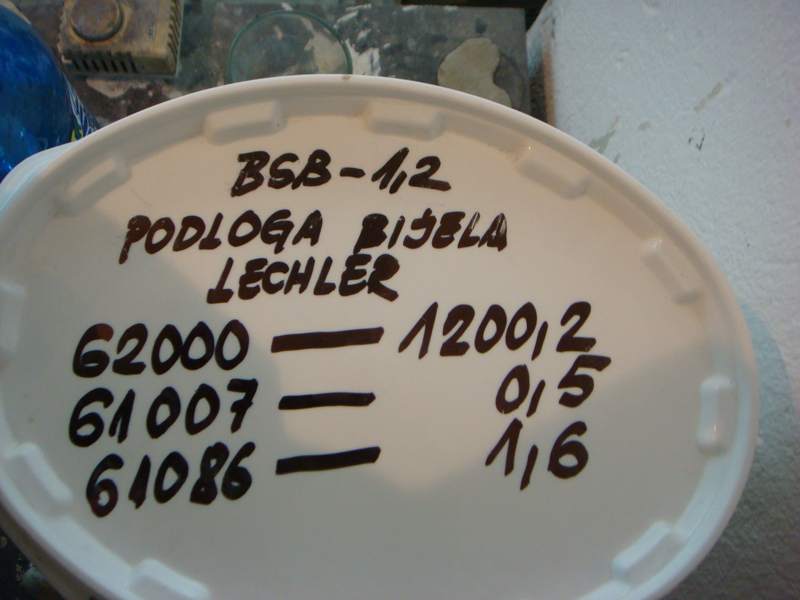 BSB-1,2
PODLOGA BIJELA
LECHLER
62000 — 1200,2
61007 — 0,5
61086 — 1,6